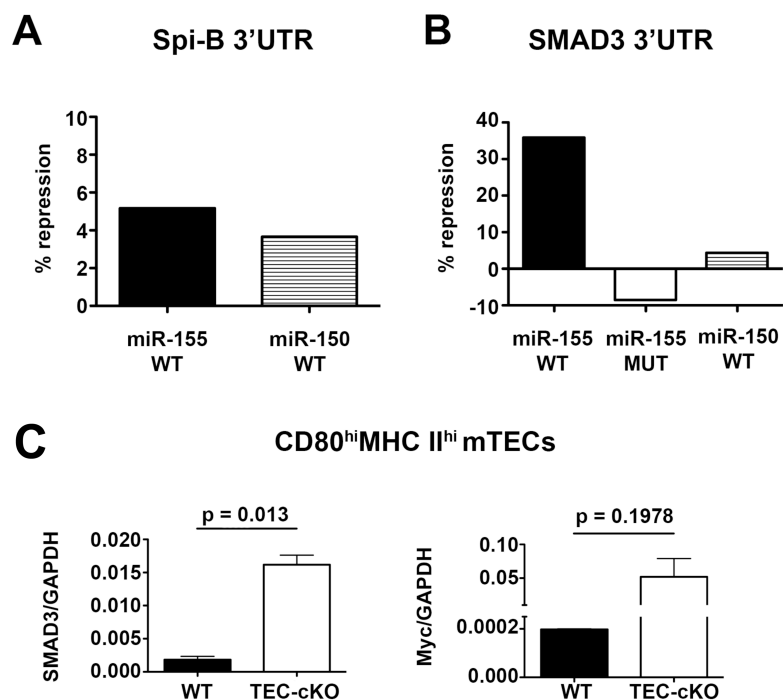 A
Spi-B 3’UTR
% repression
10
8
6
4
2
0
miR-155
WT
miR-150
WT
B
SMAD3 3’UTR
% repression
40
30
20
10
0
-10
miR-155
WT
miR-155
MUT
miR-150
WT
C
CD80hiMHC IIhi mTECs
p = 0.013
SMAD3/GAPDH
0.020
0.015
0.010
0.005
0.000
WT
TEC-cKO
p = 0.1978
Myc/GAPDH
0.10
0.05
0.0002
0.000
WT
TEC-cKO